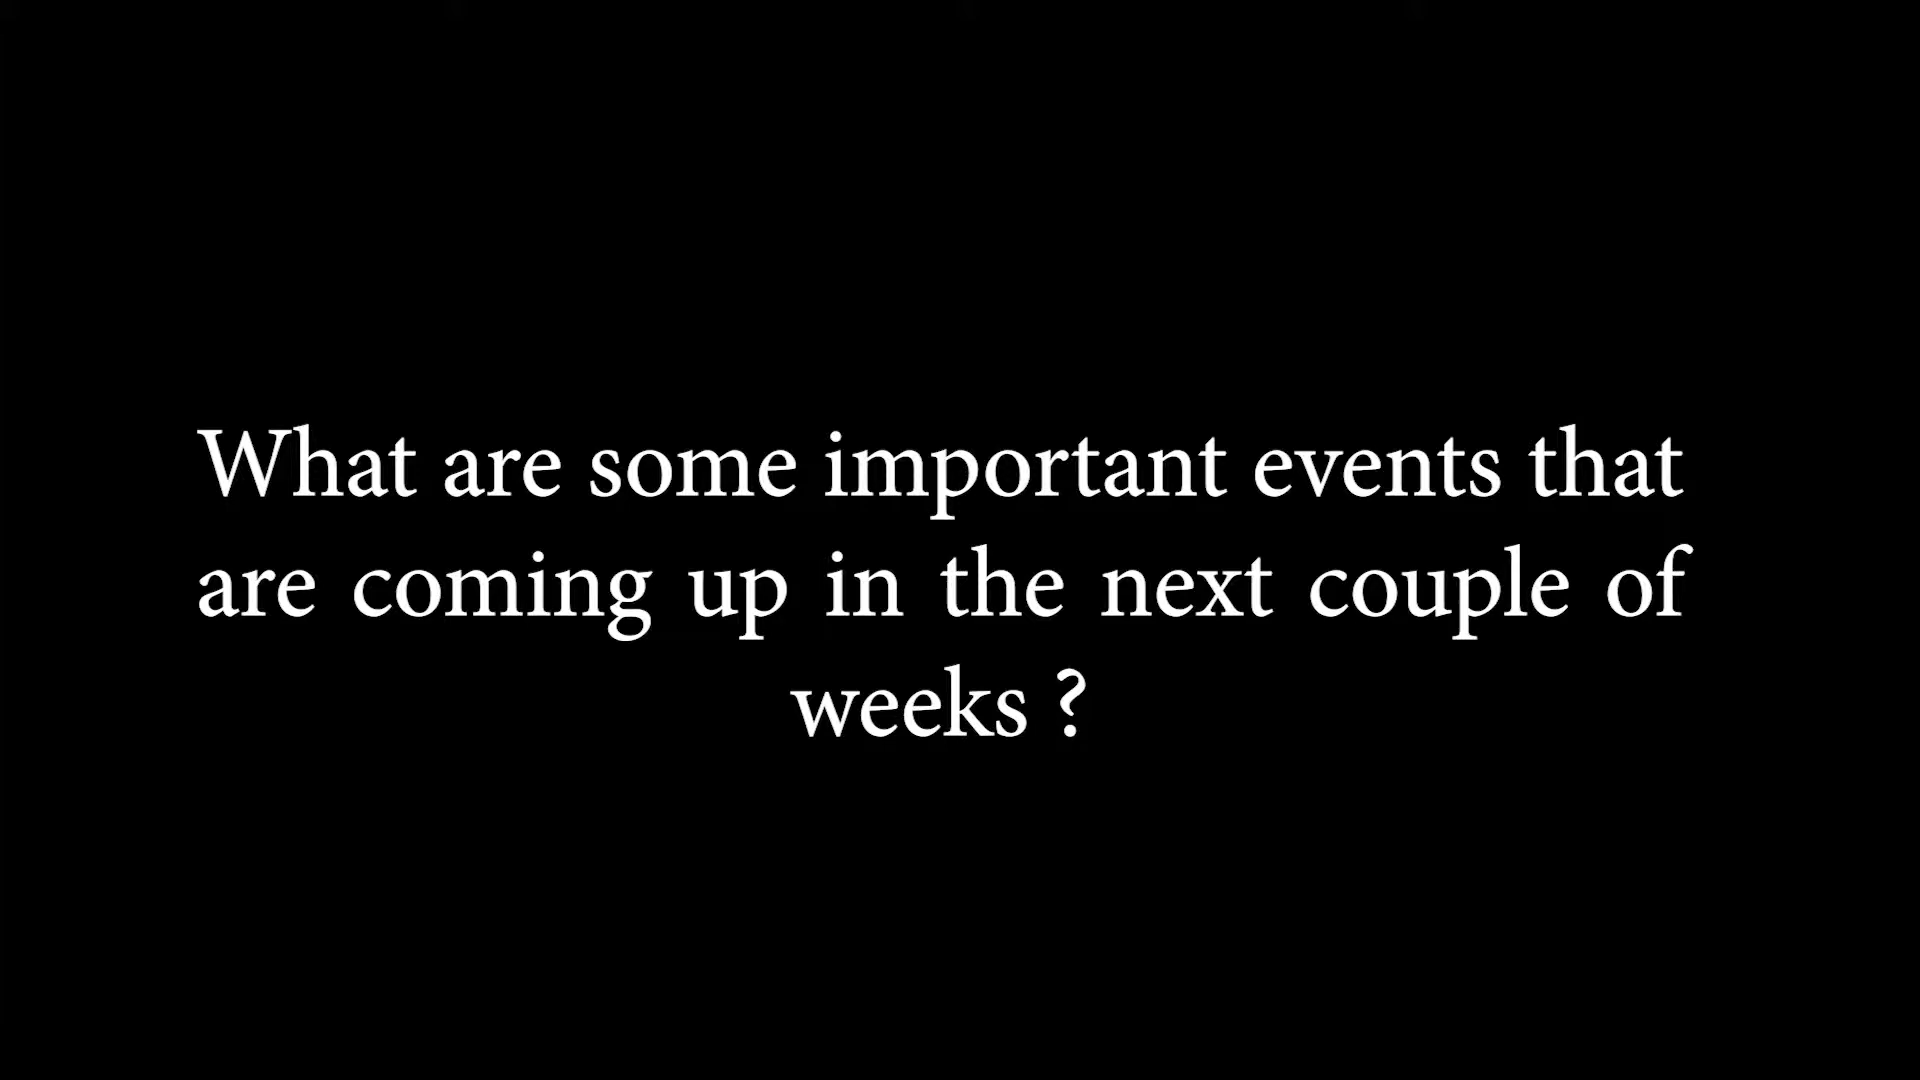 What are some important events that
are coming up in the next couple of
weeks ?